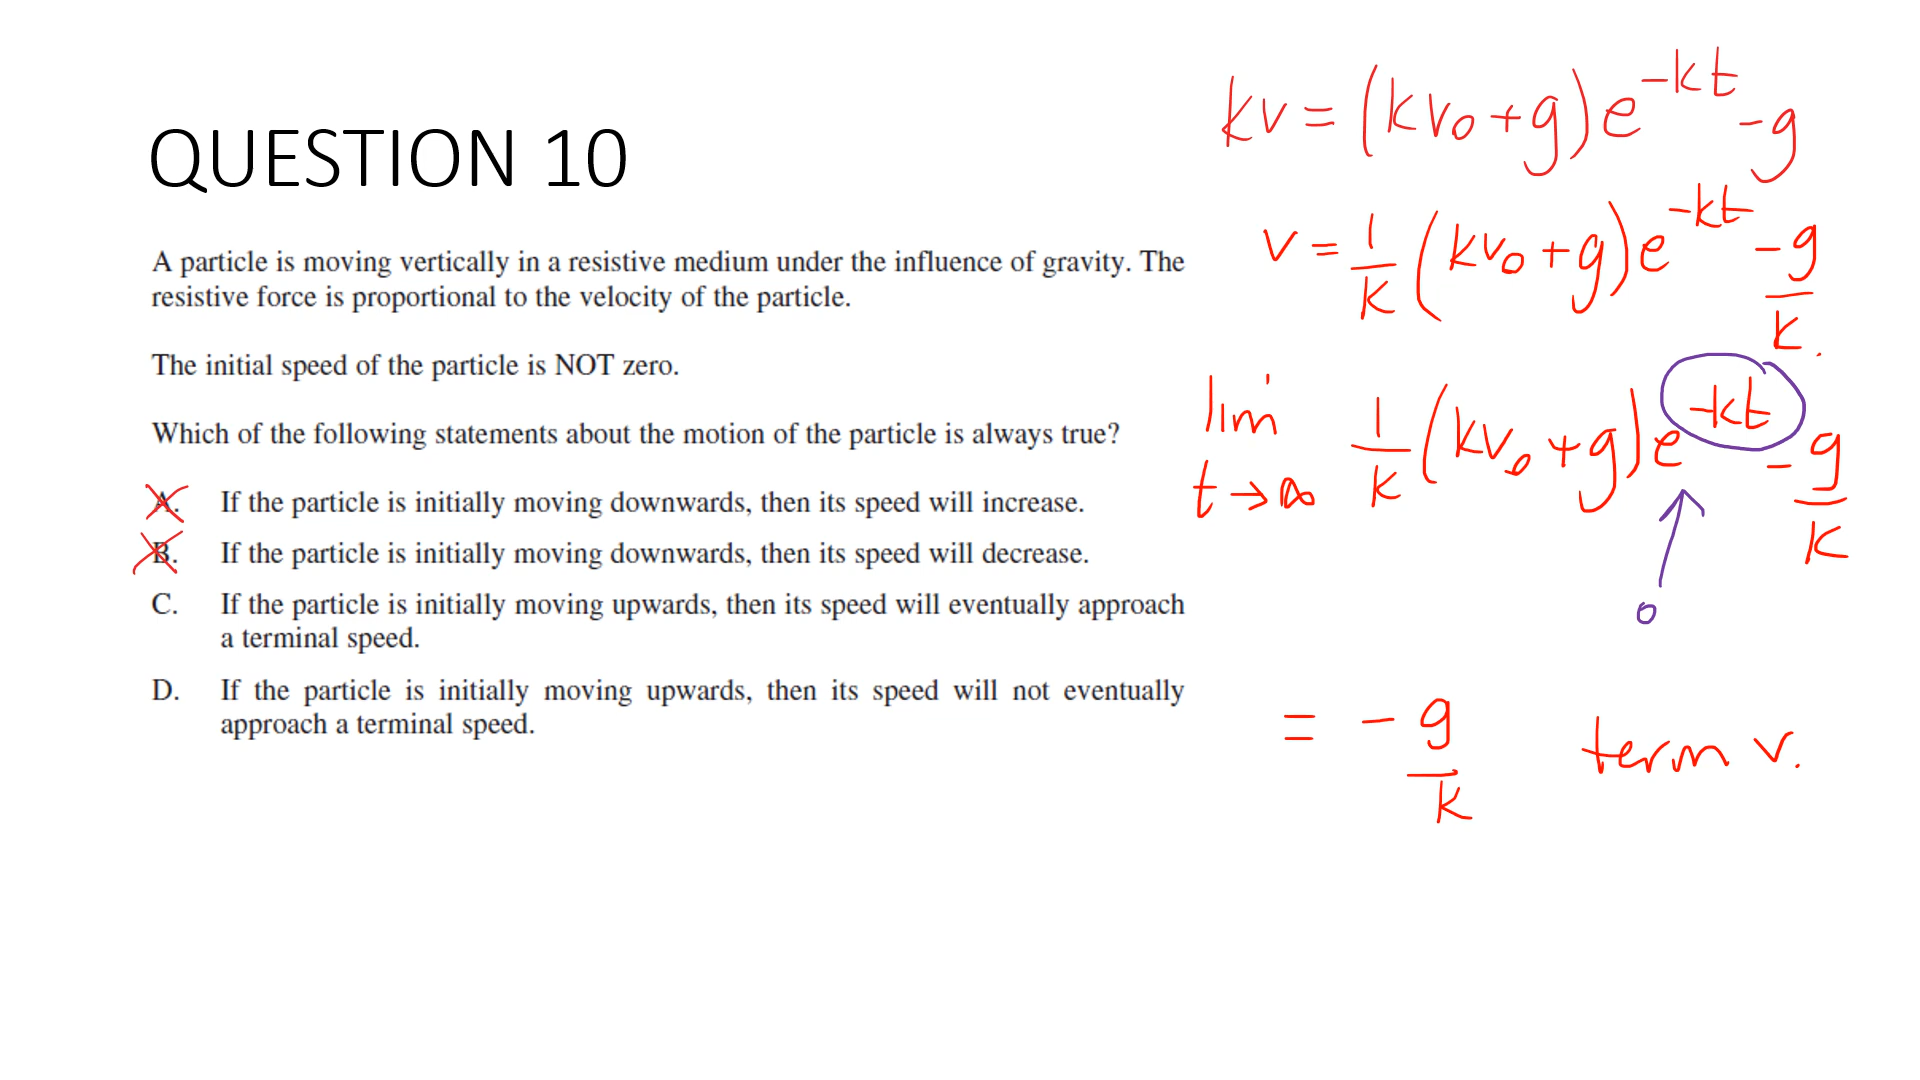 QUESTION 10
A particle is moving vertically in a resistive medium under the influence of gravity. The
resistive force is proportional to the velocity of the particle.
The initial speed of the particle is NOT zero.
Which of the following statements about the motion of the particle is always true?
A. If the particle is initially moving downwards, then its speed will increase.
B. If the particle is initially moving downwards, then its speed will decrease.
C. If the particle is initially moving upwards, then its speed will eventually approach
a terminal speed.
D. If the particle is initially moving upwards, then its speed will not eventually
approach a terminal speed.
kv = (kv₀ + g) e^(-kt) - g
v = 1/k (kv₀ + g) e^(-kt) - g/k
lim t → ∞ 1/k (kv₀ + g) e^(-kt) - g/k
0
= - g/k term v.